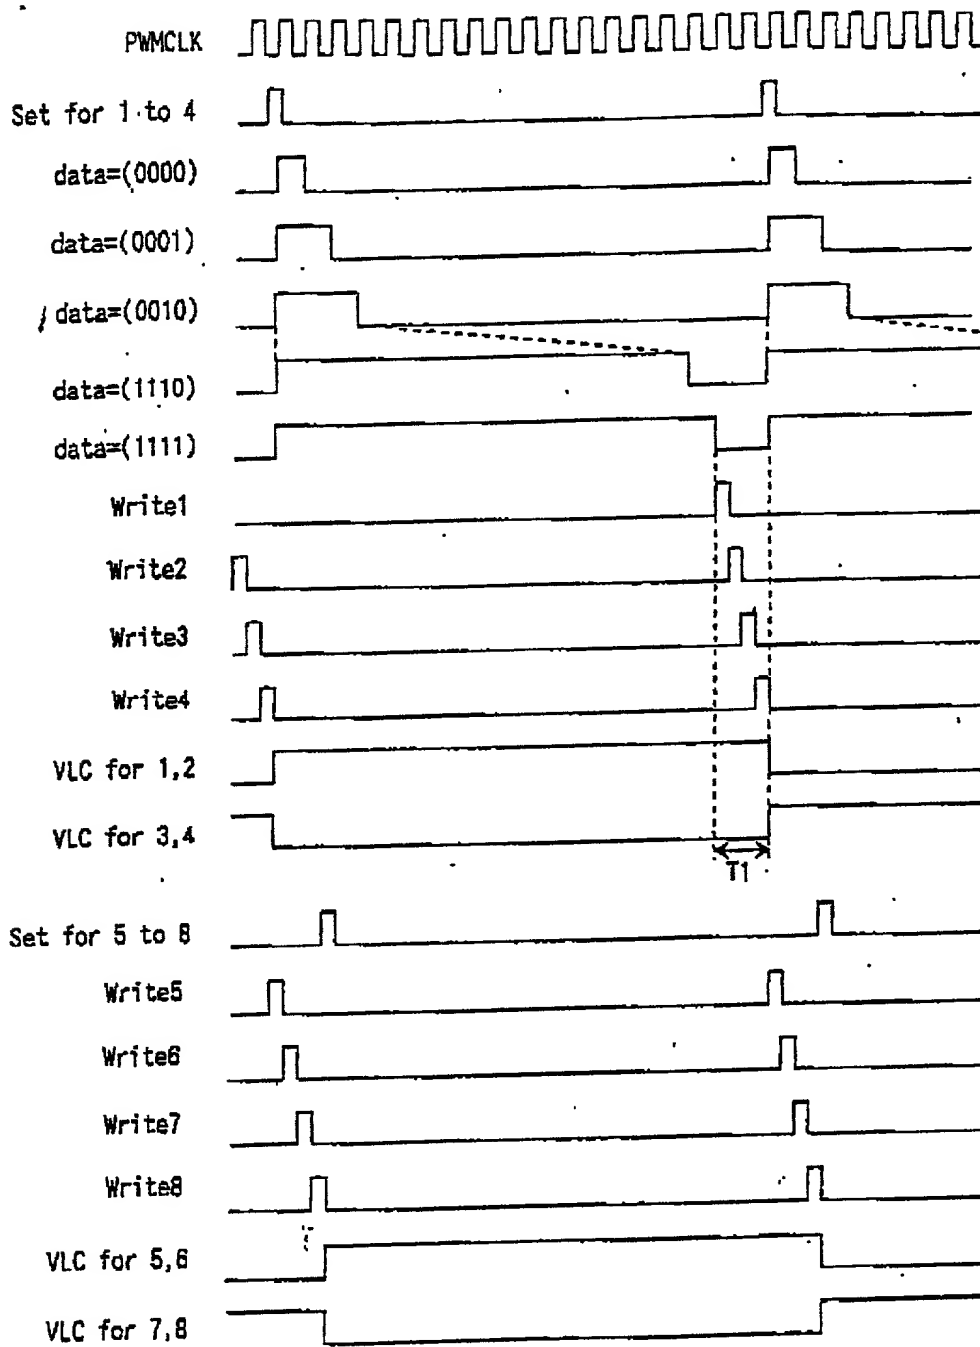 PWMCLK
Set for 1 to 4
data=(0000)
data=(0001)
data=(0010)
data=(1110)
data=(1111)
Write1
Write2
Write3
Write4
VLC for 1,2
VLC for 3,4
T1
Set for 5 to 8
Write5
Write6
Write7
Write8
VLC for 5,6
VLC for 7,8